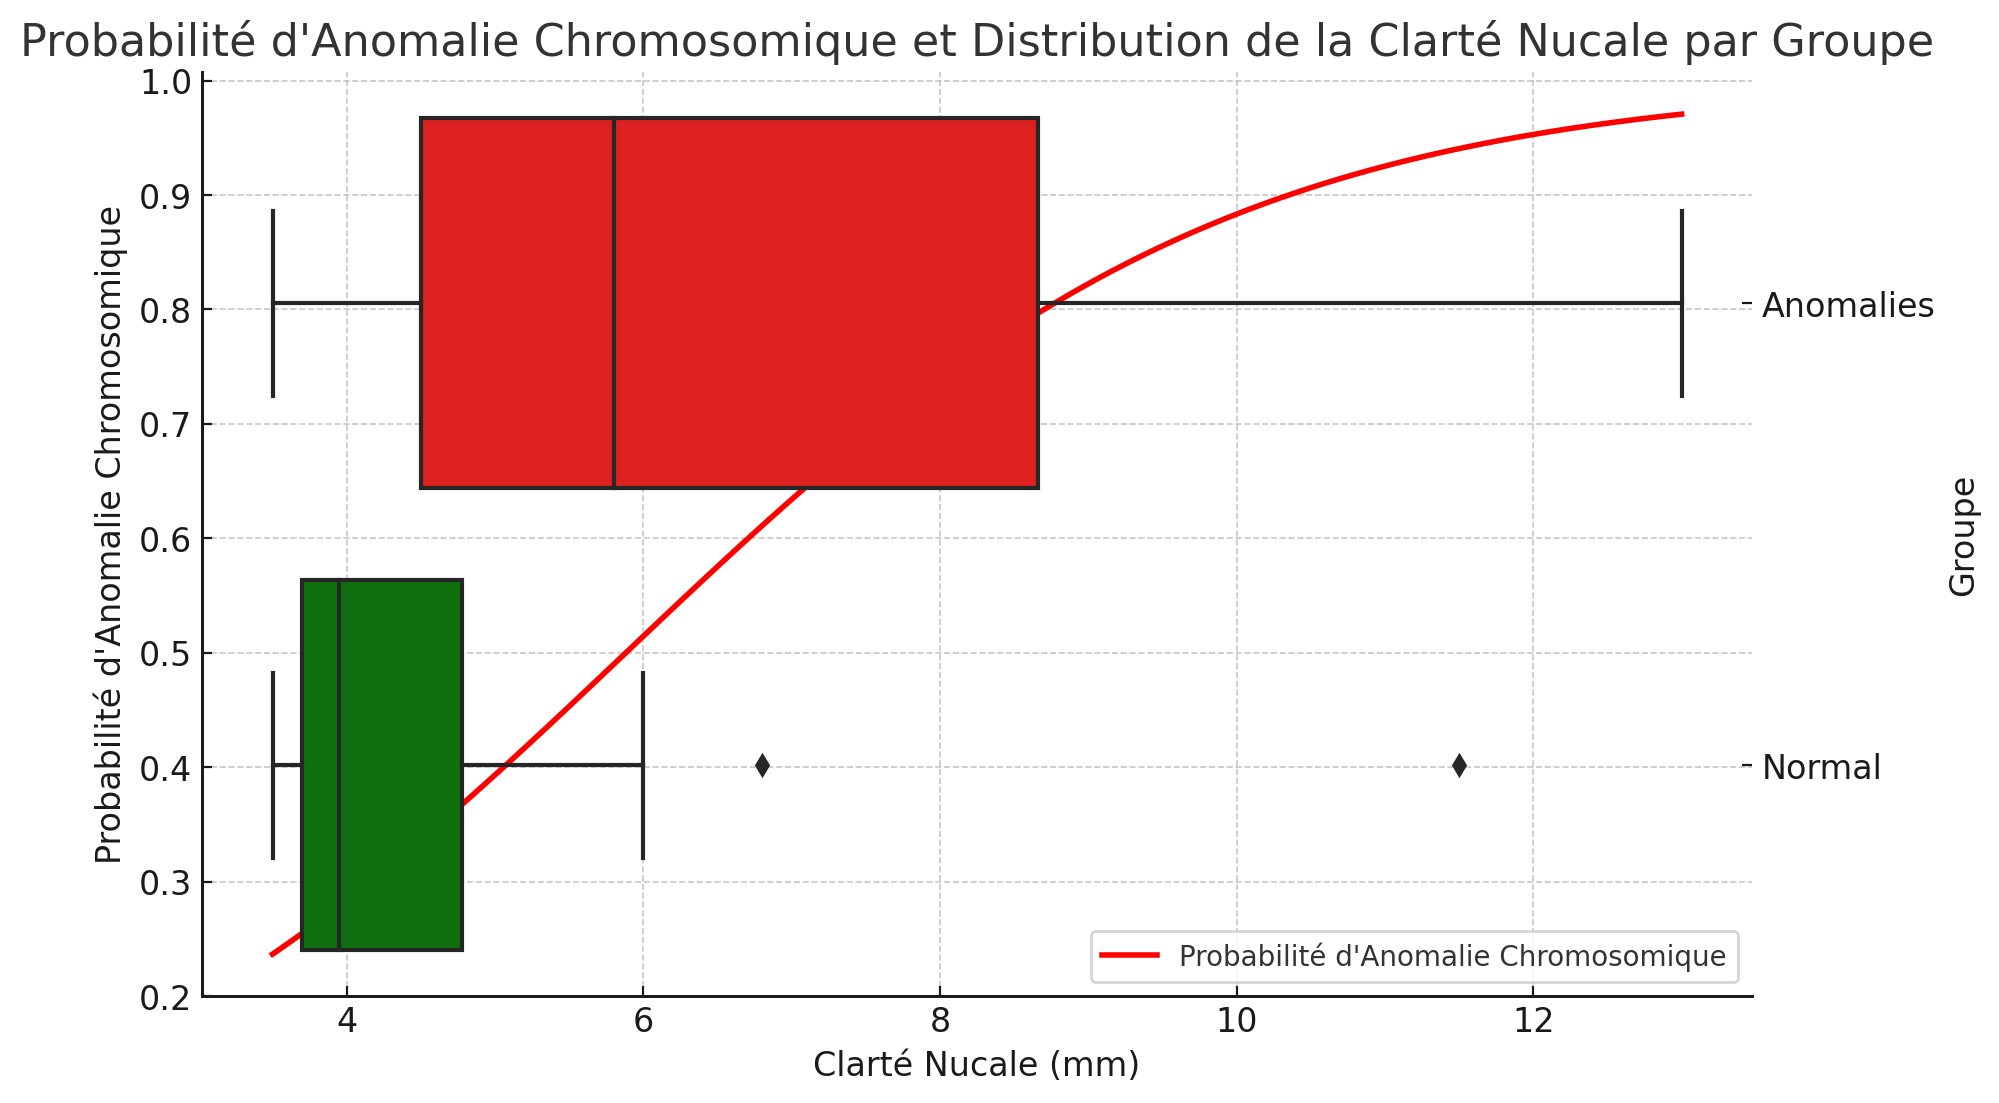 Probabilité d'Anomalie Chromosomique et Distribution de la Clarté Nucale par Groupe
Probabilité d'Anomalie Chromosomique
1.0
0.9
0.8
0.7
0.6
0.5
0.4
0.3
0.2
4
6
8
10
12
Clarté Nucale (mm)
Anomalies
Normal
Groupe
Probabilité d'Anomalie Chromosomique